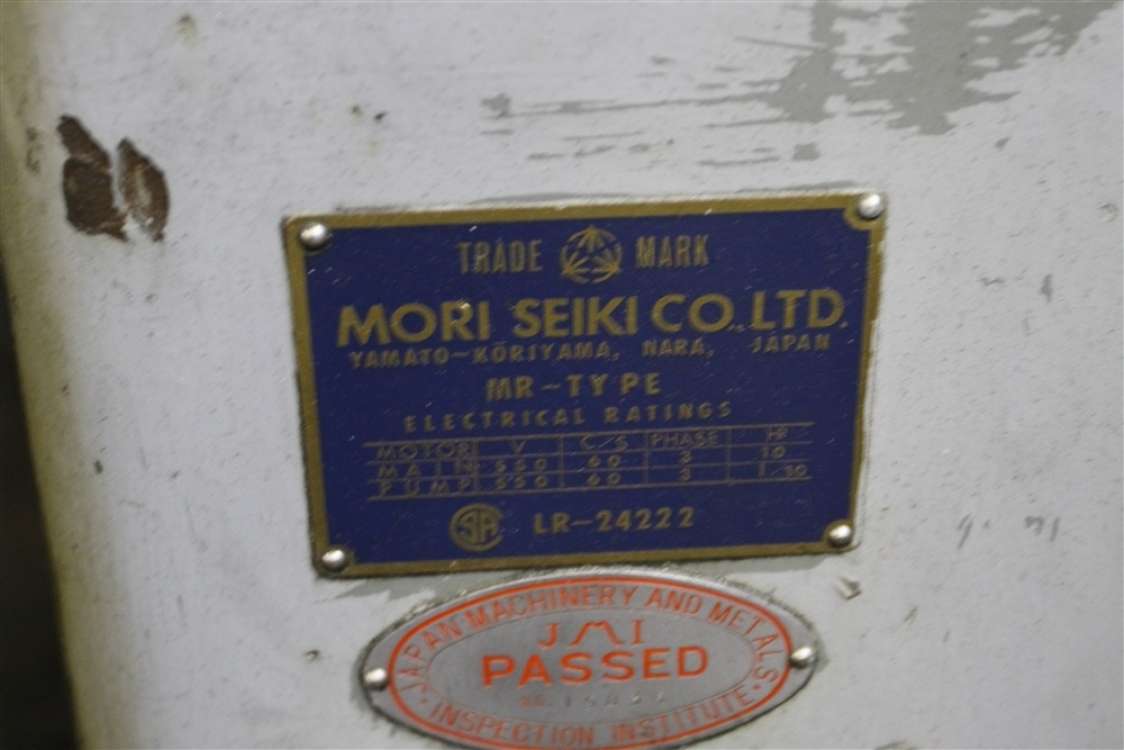 TRADE MARK
MORI SEIKI CO., LTD.
YAMATO-KORIYAMA, NARA, JAPAN
MR-TYPE
ELECTRICAL RATINGS
MOTOR V C/S PHASE HP
MAIN 550 60 3 10
PUMP 550 60 3 1/30
SA LR-24222
JAPAN MACHINERY AND METALS
JMI
PASSED
INSPECTION INSTITUTE